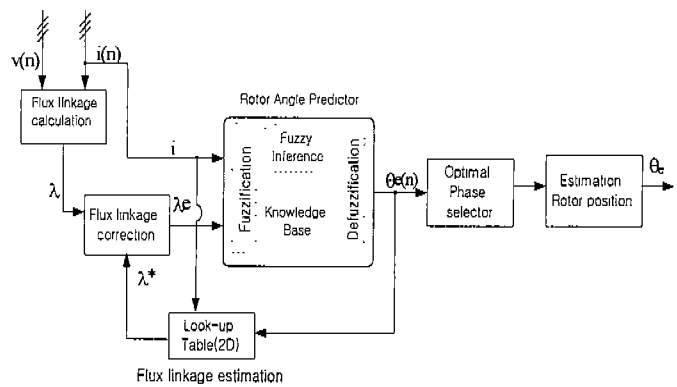 v(n)
i(n)
Flux linkage
calculation
Rotor Angle Predictor
i
Fuzzification
Fuzzy
Inference
Knowledge
Base
Defuzzification
θe(n)
Optimal
Phase
selector
Estimation
Rotor position
θe
λ
Flux linkage
correction
λe
λ*
Look-up
Table(2D)
Flux linkage estimation